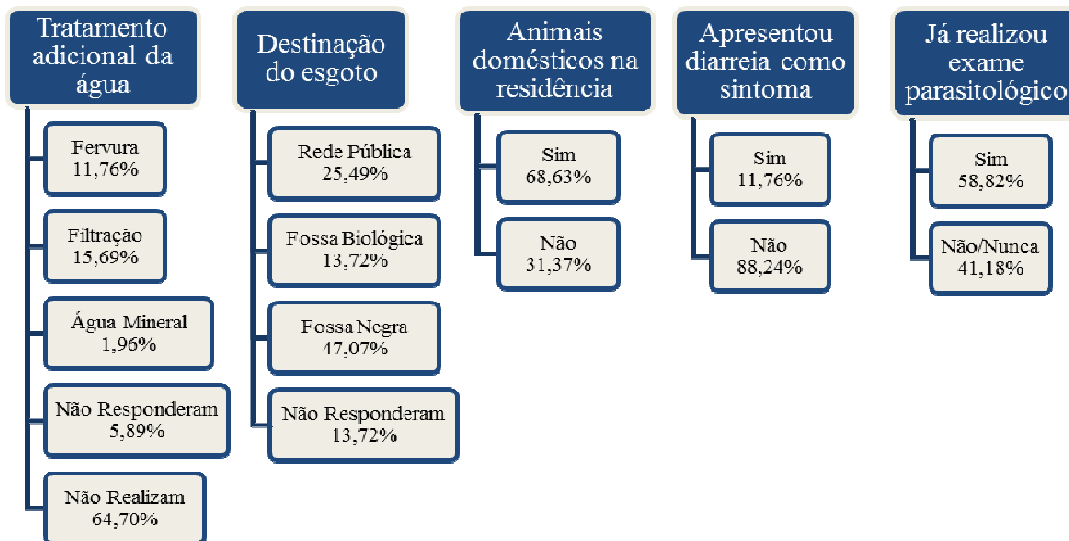 Tratamento
adicional da
água
Fervura
11,76%
Filtração
15,69%
Água Mineral
1,96%
Não Responderam
5,89%
Não Realizam
64,70%
Destinação
do esgoto
Rede Pública
25,49%
Fossa Biológica
13,72%
Fossa Negra
47,07%
Não Responderam
13,72%
Animais
domésticos na
residência
Sim
68,63%
Não
31,37%
Apresentou
diarreia como
sintoma
Sim
11,76%
Não
88,24%
Já realizou
exame
parasitológico
Sim
58,82%
Não/Nunca
41,18%